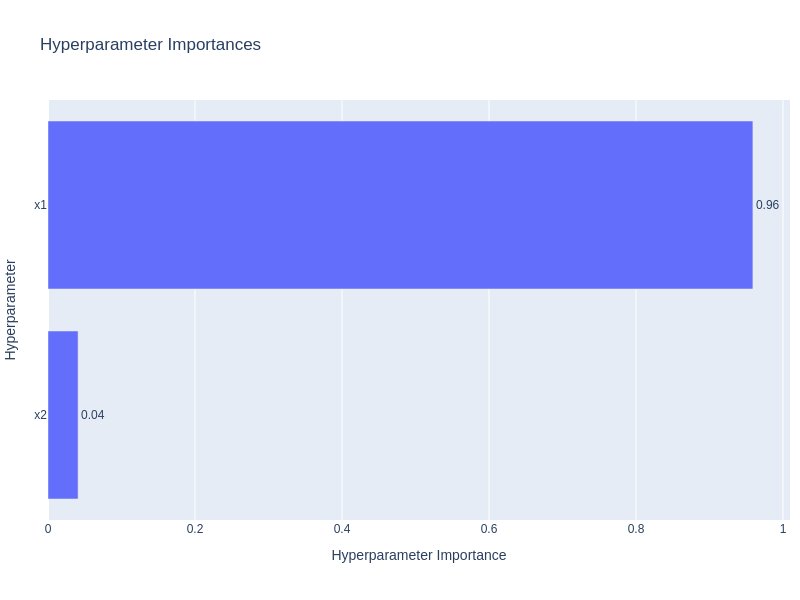 Hyperparameter Importances
Hyperparameter
x1
0.96
x2
0.04
0
0.2
0.4
0.6
0.8
1
Hyperparameter Importance